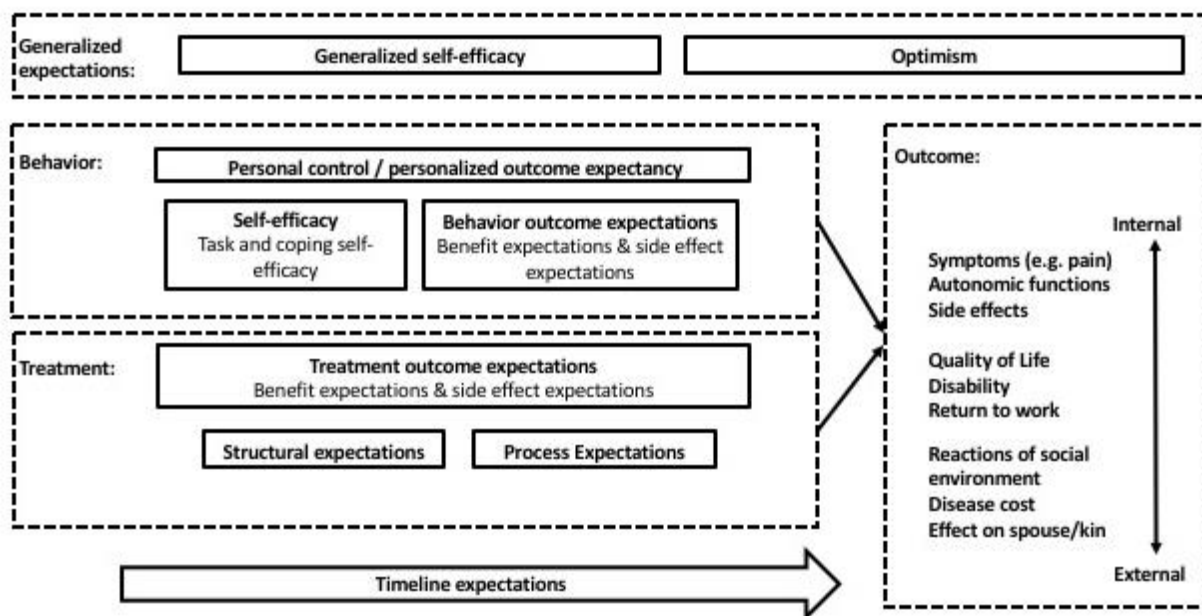 Generalized expectations:
Generalized self-efficacy
Optimism
Behavior:
Personal control / personalized outcome expectancy
Self-efficacy
Task and coping self-
efficacy
Behavior outcome expectations
Benefit expectations & side effect
expectations
Treatment:
Treatment outcome expectations
Benefit expectations & side effect expectations
Structural expectations
Process Expectations
Timeline expectations
Outcome:
Internal
Symptoms (e.g. pain)
Autonomic functions
Side effects
Quality of Life
Disability
Return to work
Reactions of social
environment
Disease cost
Effect on spouse/kin
External